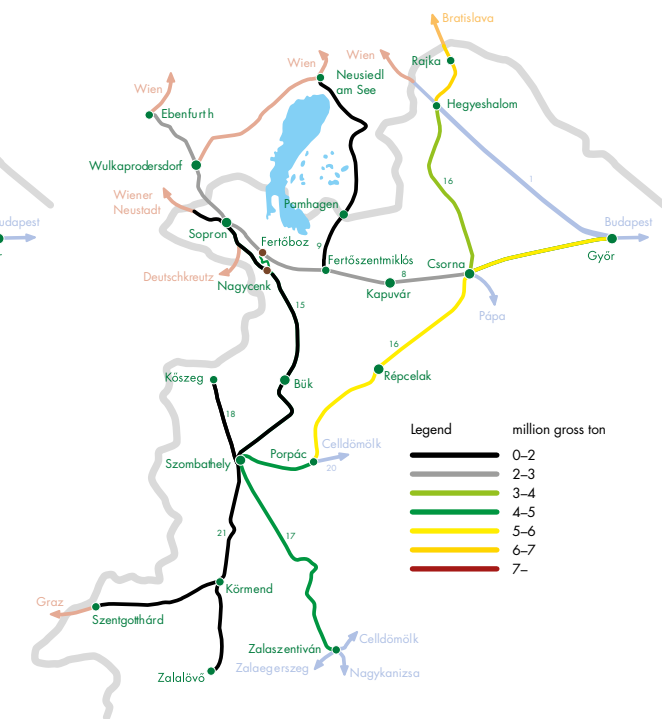 Bratislava
Wien
Wien
Rajka
Neusiedl
am See
Wien
Hegyeshalom
Ebenfurth
Wulkaprodersdorf
16
1
Wiener
Neustadt
Pamhagen
udapest
Budapest
Sopron
Fertőboz
9
r
Győr
Fertőszentmiklós
Csorna
Deutschkreutz
8
Nagycenk
Kapuvár
15
Pápa
16
Kőszeg
Bük
Répcelak
18
Legend
million gross ton
Celldömölk
Porpác
0–2
Szombathely
20
2–3
3–4
4–5
21
17
5–6
6–7
7–
Körmend
Graz
Szentgotthárd
Celldömölk
Zalaszentiván
Zalaegerszeg
Nagykanizsa
Zalalövő